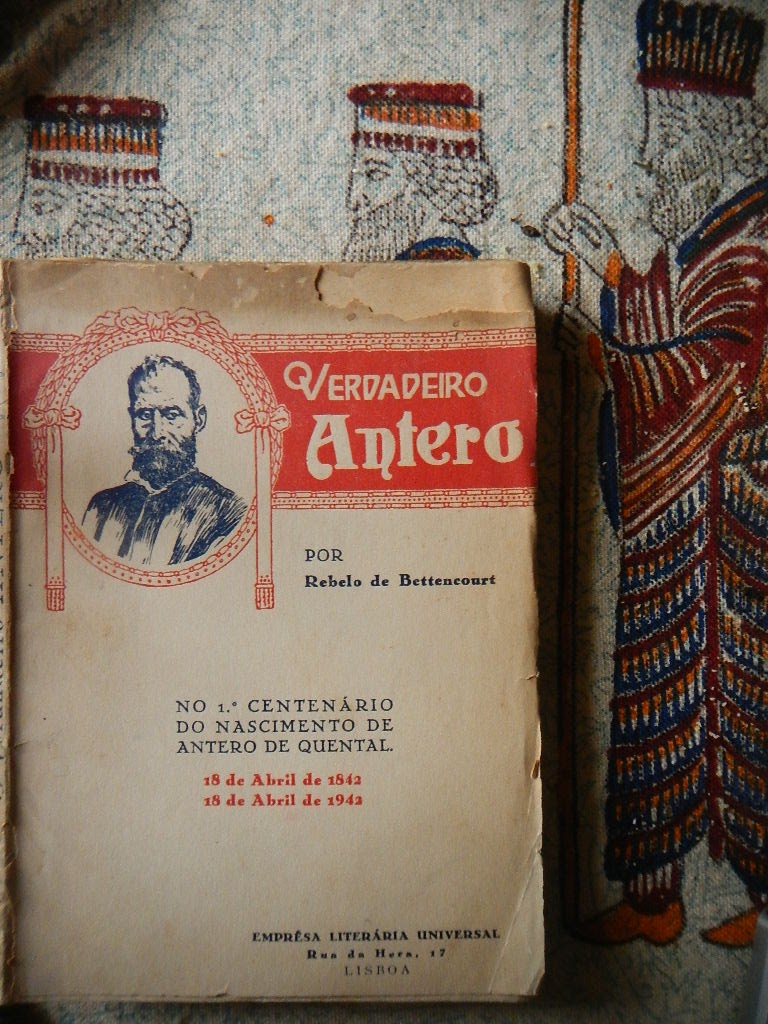 O VERDADEIRO
Antero
POR
Rebelo de Bettencourt
NO 1.º CENTENÁRIO
DO NASCIMENTO DE
ANTERO DE QUENTAL.
18 de Abril de 1842
18 de Abril de 1942
EMPRÊSA LITERÁRIA UNIVERSAL
Rua da Hera, 17
LISBOA